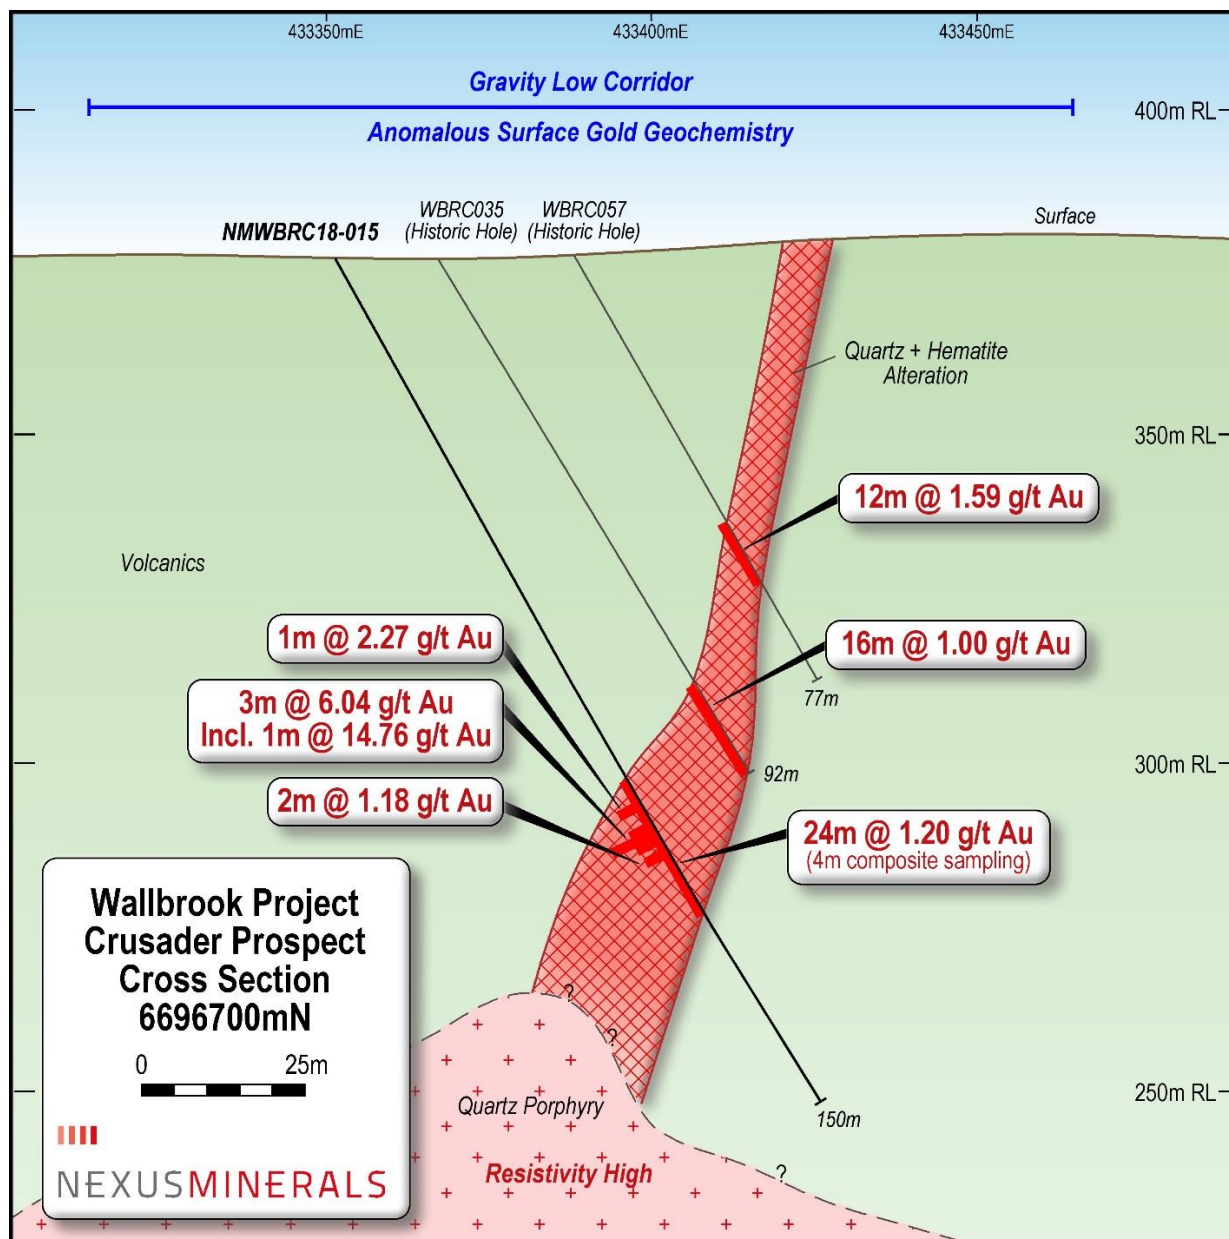 433350mE
433400mE
433450mE
Gravity Low Corridor
400m RL
Anomalous Surface Gold Geochemistry
NMWBRC18-015
WBRC035
(Historic Hole)
WBRC057
(Historic Hole)
Surface
Quartz + Hematite
Alteration
350m RL
12m @ 1.59 g/t Au
Volcanics
1m @ 2.27 g/t Au
16m @ 1.00 g/t Au
3m @ 6.04 g/t Au
Incl. 1m @ 14.76 g/t Au
77m
300m RL
92m
2m @ 1.18 g/t Au
24m @ 1.20 g/t Au
(4m composite sampling)
Wallbrook Project
Crusader Prospect
Cross Section
6696700mN
0 25m
NEXUSMINERALS
?
?
250m RL
Quartz Porphyry
150m
Resistivity High
?